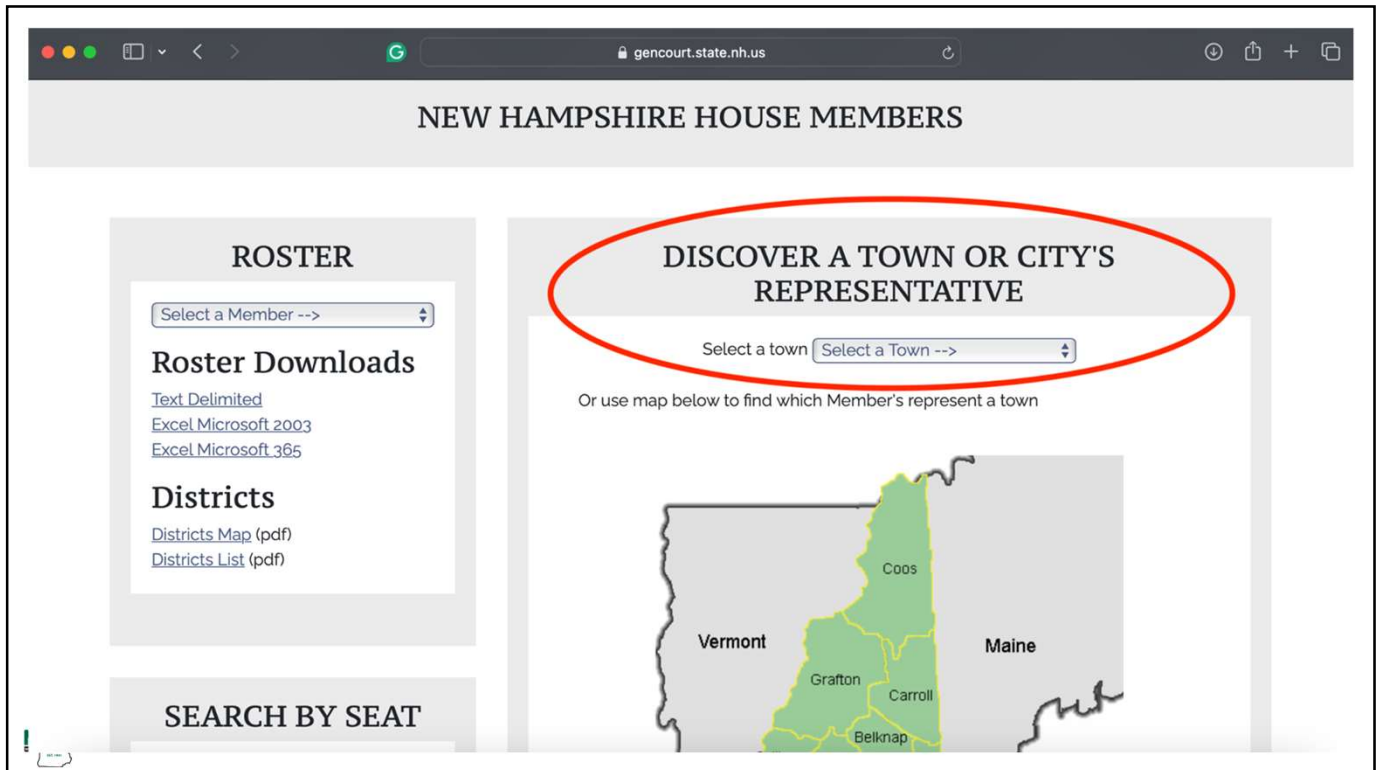 gencourt.state.nh.us
NEW HAMPSHIRE HOUSE MEMBERS
ROSTER
Select a Member -->
Roster Downloads
Text Delimited
Excel Microsoft 2003
Excel Microsoft 365
Districts
Districts Map (pdf)
Districts List (pdf)
SEARCH BY SEAT
DISCOVER A TOWN OR CITY'S
REPRESENTATIVE
Select a town Select a Town -->
Or use map below to find which Member's represent a town
Coos
Vermont
Maine
Grafton
Carroll
Belknap